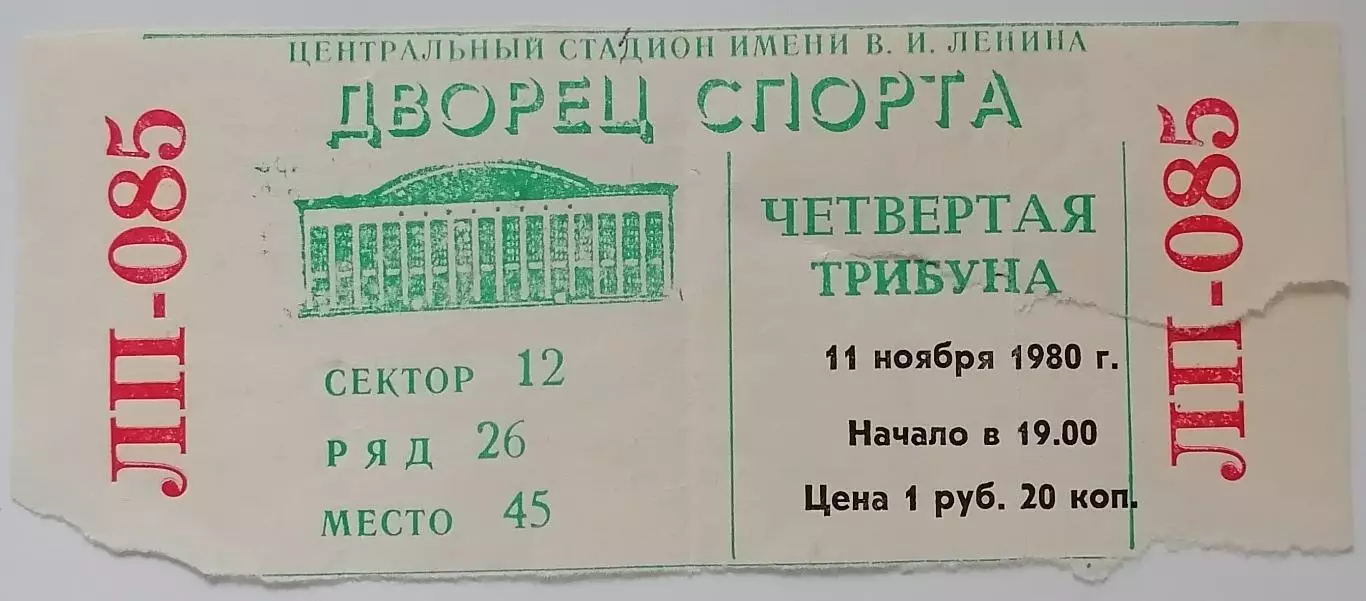 ЦЕНТРАЛЬНЫЙ СТАДИОН ИМЕНИ В. И. ЛЕНИНА
ДВОРЕЦ СПОРТА
ЛП-085
СЕКТОР 12
РЯД 26
МЕСТО 45
ЧЕТВЕРТАЯ
ТРИБУНА
11 ноября 1980 г.
Начало в 19.00
Цена 1 руб. 20 коп.
ЛП-085